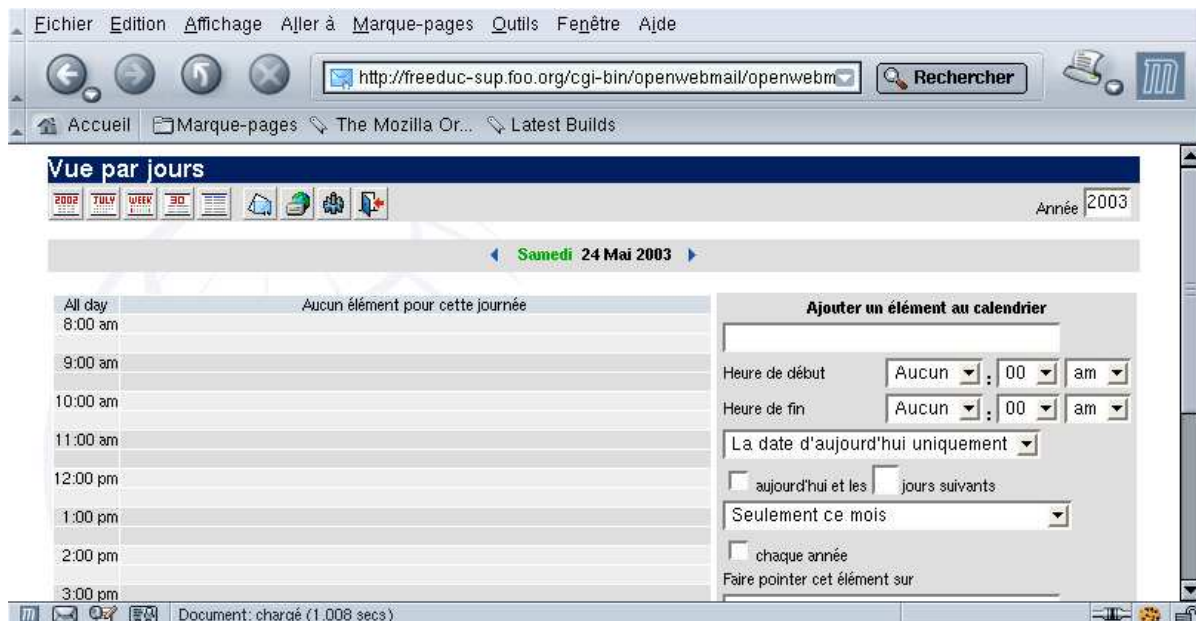 Fichier Edition Affichage Aller à Marque-pages Outils Fenêtre Aide
http://freeduc-sup.foo.org/cgi-bin/openwebmail/openwebm Rechercher
Accueil Marque-pages The Mozilla Or... Latest Builds
Vue par jours
2002 JULY WEEK 30
Année 2003
Samedi 24 Mai 2003
All day Aucun élément pour cette journée
8:00 am
9:00 am
10:00 am
11:00 am
12:00 pm
1:00 pm
2:00 pm
3:00 pm
Ajouter un élément au calendrier
Heure de début Aucun : 00 am
Heure de fin Aucun : 00 am
La date d'aujourd'hui uniquement
aujourd'hui et les jours suivants
Seulement ce mois
chaque année
Faire pointer cet élément sur
Document: chargé (1.008 secs)